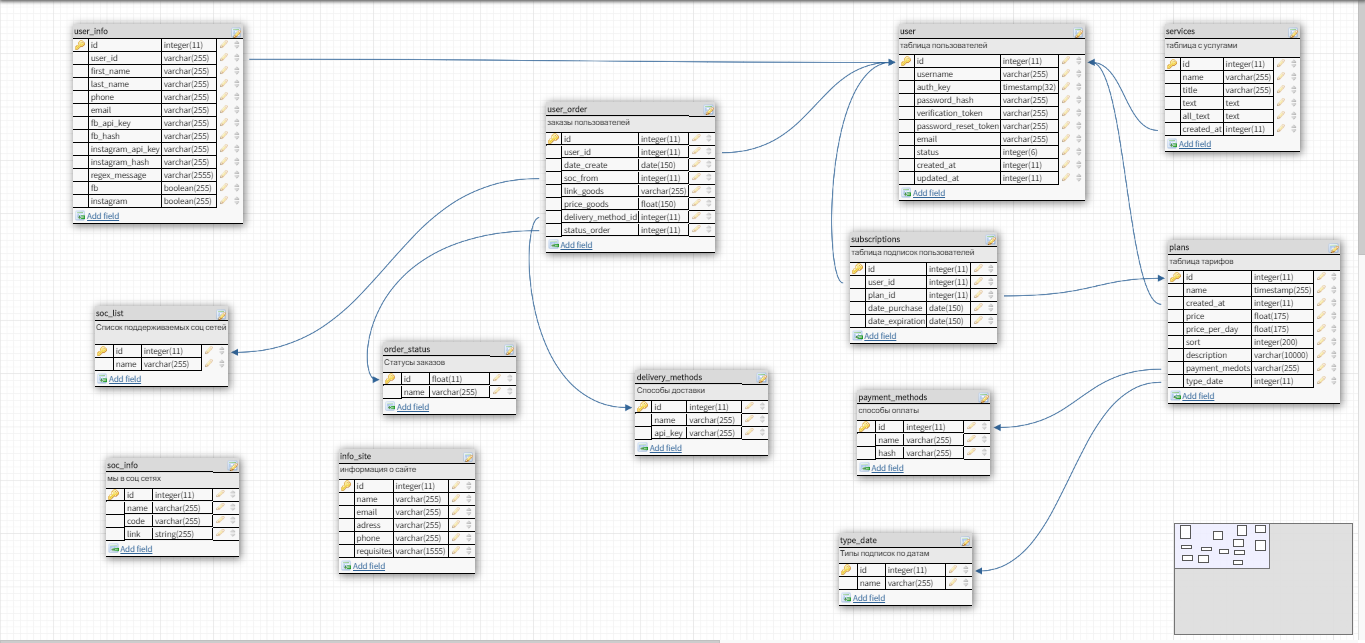 user_info
id integer(11)
user_id varchar(255)
first_name varchar(255)
last_name varchar(255)
phone varchar(255)
email varchar(255)
fb_api_key varchar(255)
fb_hash varchar(255)
instagram_api_key varchar(255)
instagram_hash varchar(255)
regex_message varchar(2555)
fb boolean(255)
instagram boolean(255)
Add field
user_order
заказы пользователей
id integer(11)
user_id integer(11)
date_create date(150)
soc_from integer(11)
link_goods varchar(255)
price_goods float(150)
delivery_method_id integer(11)
status_order integer(11)
Add field
user
таблица пользователей
id integer(11)
username varchar(255)
auth_key timestamp(32)
password_hash varchar(255)
verification_token varchar(255)
password_reset_token varchar(255)
email varchar(255)
status integer(6)
created_at integer(11)
updated_at integer(11)
Add field
services
таблица с услугами
id integer(11)
name varchar(255)
title varchar(255)
text text
all_text text
created_at integer(11)
Add field
subscriptions
таблица подписок пользователей
id integer(11)
user_id integer(11)
plan_id integer(11)
date_purchase date(150)
date_expiration date(150)
Add field
plans
таблица тарифов
id integer(11)
name timestamp(255)
created_at integer(11)
price float(175)
price_per_day float(175)
sort integer(200)
description varchar(10000)
payment_medots varchar(255)
type_date integer(11)
Add field
soc_list
Список поддерживаемых соц сетей
id integer(11)
name varchar(255)
Add field
order_status
Статусы заказов
id float(11)
name varchar(255)
Add field
delivery_methods
Способы доставки
id integer(11)
name varchar(255)
api_key varchar(255)
Add field
payment_methods
способы оплаты
id integer(11)
name varchar(255)
hash varchar(255)
Add field
soc_info
мы в соц сетях
id integer(11)
name varchar(255)
code varchar(255)
link string(255)
Add field
info_site
информация о сайте
id integer(11)
name varchar(255)
email varchar(255)
adress varchar(255)
phone varchar(255)
requisites varchar(1555)
Add field
type_date
Типы подписок по датам
id integer(11)
name varchar(255)
Add field